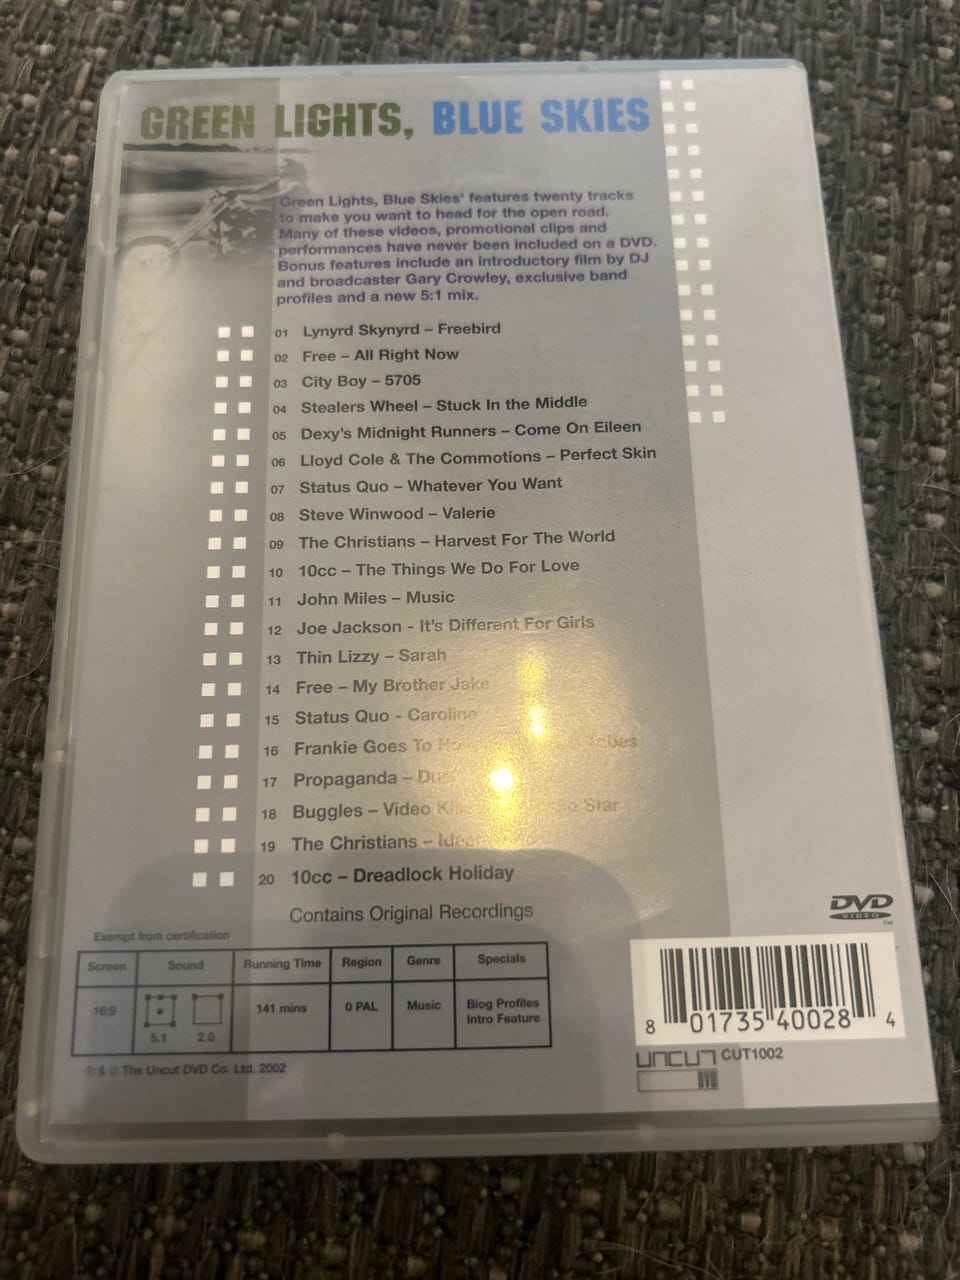 GREEN LIGHTS, BLUE SKIES
Green Lights, Blue Skies' features twenty tracks
to make you want to head for the open road.
Many of these videos, promotional clips and
performances have never been included on a DVD.
Bonus features include an introductory film by DJ
and broadcaster Gary Crowley, exclusive band
profiles and a new 5:1 mix.
01 Lynyrd Skynyrd – Freebird
02 Free – All Right Now
03 City Boy – 5705
04 Stealers Wheel – Stuck In the Middle
05 Dexy's Midnight Runners – Come On Eileen
06 Lloyd Cole & The Commotions – Perfect Skin
07 Status Quo – Whatever You Want
08 Steve Winwood – Valerie
09 The Christians – Harvest For The World
10 10cc – The Things We Do For Love
11 John Miles – Music
12 Joe Jackson - It's Different For Girls
13 Thin Lizzy – Sarah
14 Free – My Brother Jake
15 Status Quo - Caroline
16 Frankie Goes To Tribes
17 Propaganda –
18 Buggles – Video Star
19 The Christians –
20 10cc – Dreadlock Holiday
Contains Original Recordings
DVD
VIDEO
TM
Exempt from certification
Screen Sound Running Time Region Genre Specials
16:9 5.1 2.0 141 mins 0 PAL Music Biog Profiles
Intro Feature
℗ & © The Uncut DVD Co. Ltd. 2002
8 01735 40028 4
UNCUT CUT1002
DVD